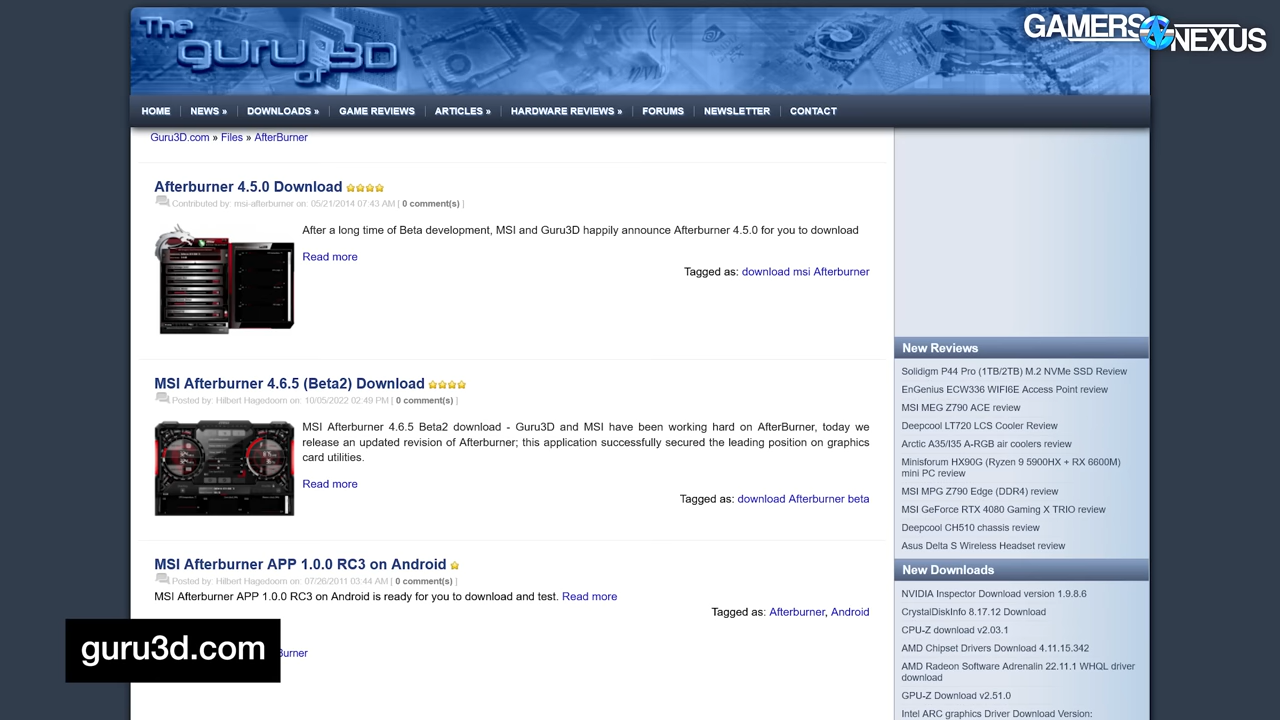 The guru of 3D
GAMERS NEXUS
HOME NEWS » DOWNLOADS » GAME REVIEWS ARTICLES » HARDWARE REVIEWS » FORUMS NEWSLETTER CONTACT
Guru3D.com » Files » AfterBurner
Afterburner 4.5.0 Download
Contributed by: msi-afterburner on: 05/21/2014 07:43 AM [ 0 comment(s) ]
After a long time of Beta development, MSI and Guru3D happily announce Afterburner 4.5.0 for you to download
Read more
Tagged as: download msi Afterburner
MSI Afterburner 4.6.5 (Beta2) Download
Posted by: Hilbert Hagedoorn on: 10/05/2022 02:49 PM [ 0 comment(s) ]
MSI Afterburner 4.6.5 Beta2 download - Guru3D and MSI have been working hard on AfterBurner, today we
release an updated revision of Afterburner; this application successfully secured the leading position on graphics
card utilities.
Read more
Tagged as: download Afterburner beta
MSI Afterburner APP 1.0.0 RC3 on Android
Posted by: Hilbert Hagedoorn on: 07/26/2011 03:44 AM [ 0 comment(s) ]
MSI Afterburner APP 1.0.0 RC3 on Android is ready for you to download and test. Read more
Tagged as: Afterburner, Android
Burner
guru3d.com
New Reviews
Solidigm P44 Pro (1TB/2TB) M.2 NVMe SSD Review
EnGenius ECW336 WIFI6E Access Point review
MSI MEG Z790 ACE review
Deepcool LT720 LCS Cooler Review
Arctic A35/I35 A-RGB air coolers review
Minisforum HX90G (Ryzen 9 5900HX + RX 6600M)
mini PC review
MSI MPG Z790 Edge (DDR4) review
MSI GeForce RTX 4080 Gaming X TRIO review
Deepcool CH510 chassis review
Asus Delta S Wireless Headset review
New Downloads
NVIDIA Inspector Download version 1.9.8.6
CrystalDiskInfo 8.17.12 Download
CPU-Z download v2.03.1
AMD Chipset Drivers Download 4.11.15.342
AMD Radeon Software Adrenalin 22.11.1 WHQL driver
download
GPU-Z Download v2.51.0
Intel ARC graphics Driver Download Version: